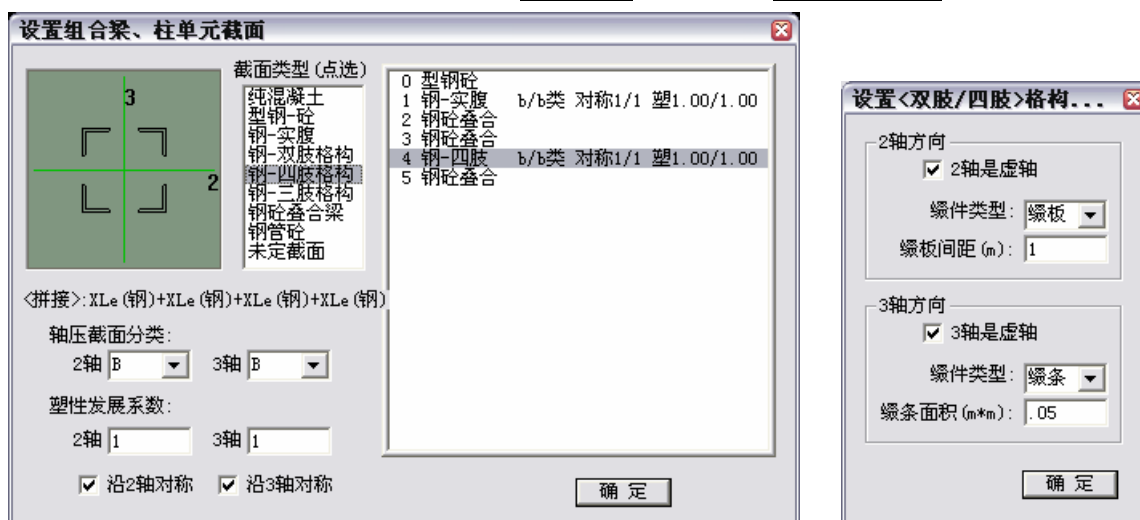 设置组合梁、柱单元截面
3
2
截面类型(点选)
纯混凝土
型钢-砼
钢-实腹
钢-双肢格构
钢-四肢格构
钢-三肢格构
钢砼叠合梁
钢管砼
未定截面
0 型钢砼
1 钢-实腹 b/b类 对称1/1 塑1.00/1.00
2 钢砼叠合
3 钢砼叠合
4 钢-四肢 b/b类 对称1/1 塑1.00/1.00
5 钢砼叠合
<拼接>:XLe(钢)+XLe(钢)+XLe(钢)+XLe(钢)
轴压截面分类:
2轴 B 3轴 B
塑性发展系数:
2轴 1 3轴 1
沿2轴对称 沿3轴对称
确 定
设置<双肢/四肢>格构...
2轴方向
2轴是虚轴
缀件类型: 缀板
缀板间距(m): 1
3轴方向
3轴是虚轴
缀件类型: 缀条
缀条面积(m*m): .05
确 定